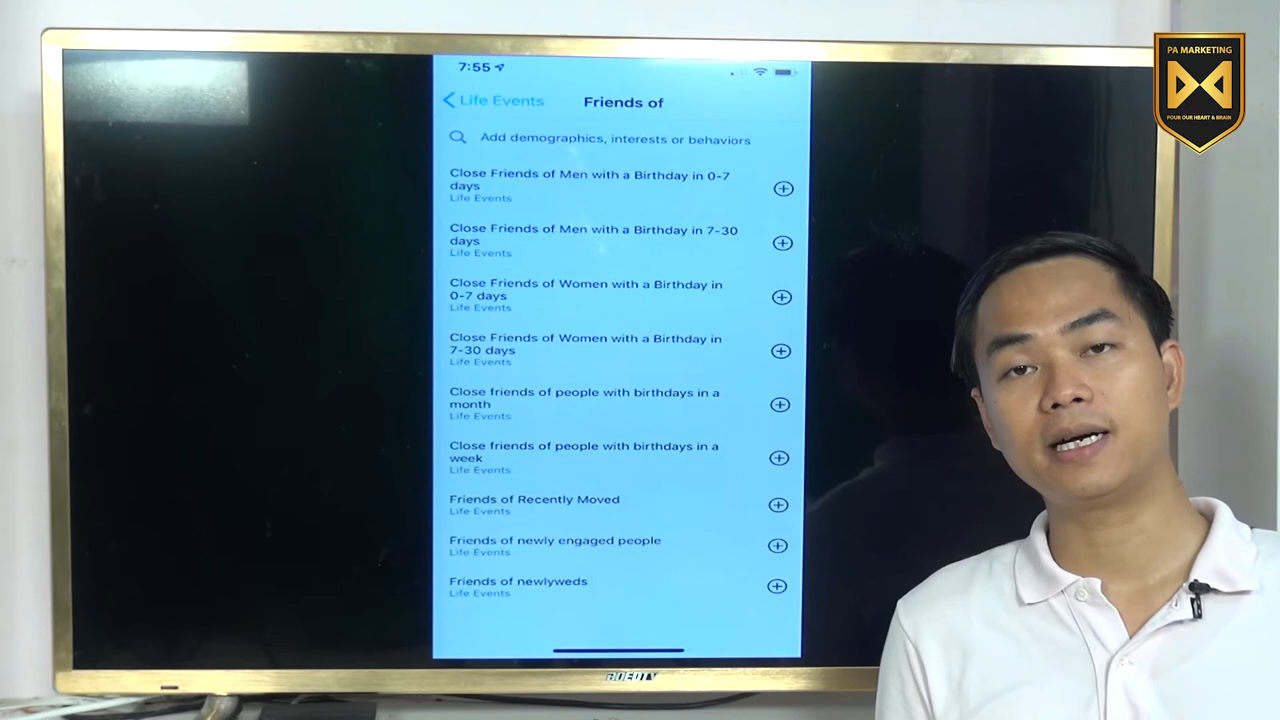 PA MARKETING
POUR OUR HEART & BRAIN
7:55
Life Events
Friends of
Add demographics, interests or behaviors
Close Friends of Men with a Birthday in 0-7
days
Life Events
Close Friends of Men with a Birthday in 7-30
days
Life Events
Close Friends of Women with a Birthday in
0-7 days
Life Events
Close Friends of Women with a Birthday in
7-30 days
Life Events
Close friends of people with birthdays in a
month
Life Events
Close friends of people with birthdays in a
week
Life Events
Friends of Recently Moved
Life Events
Friends of newly engaged people
Life Events
Friends of newlyweds
Life Events